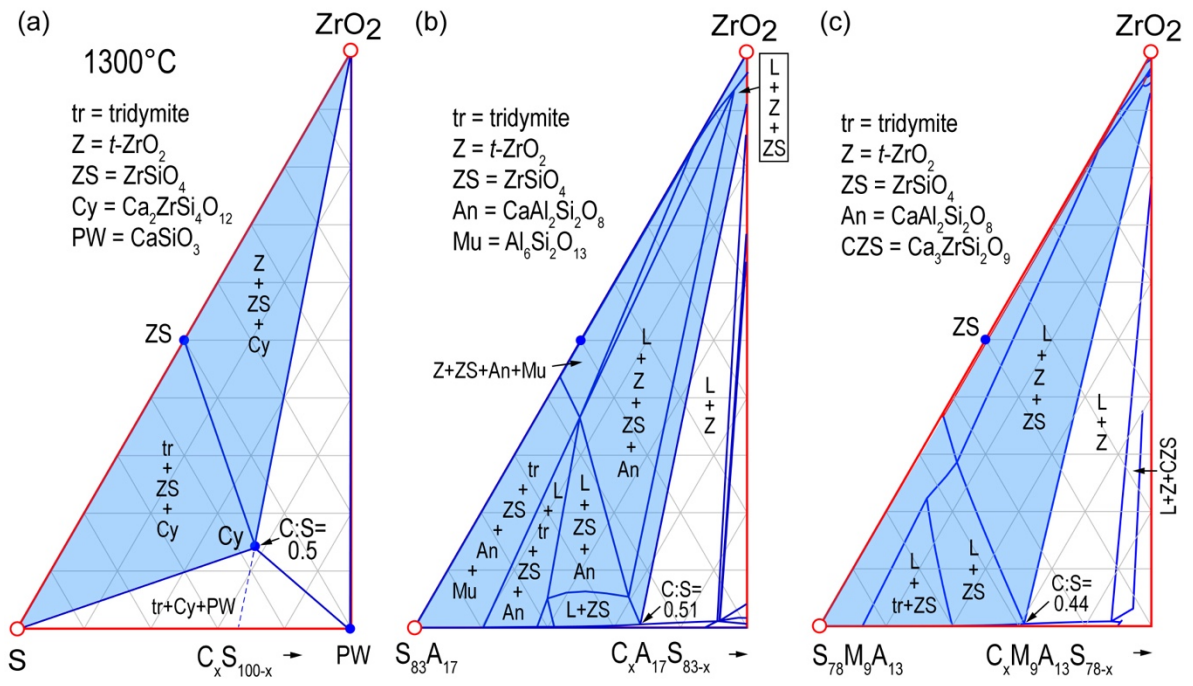 (a)
ZrO₂
1300°C
tr = tridymite
Z = t-ZrO₂
ZS = ZrSiO₄
Cy = Ca₂ZrSi₄O₁₂
PW = CaSiO₃
Z
+
ZS
+
Cy
ZS
tr
+
ZS
+
Cy
Cy
C:S=
0.5
tr+Cy+PW
S
CₓS₁₀₀₋ₓ
PW
(b)
ZrO₂
L
+
Z
+
ZS
tr = tridymite
Z = t-ZrO₂
ZS = ZrSiO₄
An = CaAl₂Si₂O₈
Mu = Al₆Si₂O₁₃
Z+ZS+An+Mu
L
+
Z
+
ZS
+
An
L
+
Z
tr
+
ZS
+
An
+
Mu
L
+
tr
+
ZS
+
An
L
+
ZS
+
An
L+ZS
C:S=
0.51
S₈₃A₁₇
CₓA₁₇S₈₃₋ₓ
(c)
ZrO₂
tr = tridymite
Z = t-ZrO₂
ZS = ZrSiO₄
An = CaAl₂Si₂O₈
CZS = Ca₃ZrSi₂O₉
ZS
L
+
Z
+
ZS
L
+
Z
L+Z+CZS
L
+
tr+ZS
L
+
ZS
C:S=
0.44
S₇₈M₉A₁₃
CₓM₉A₁₃S₇₈₋ₓ